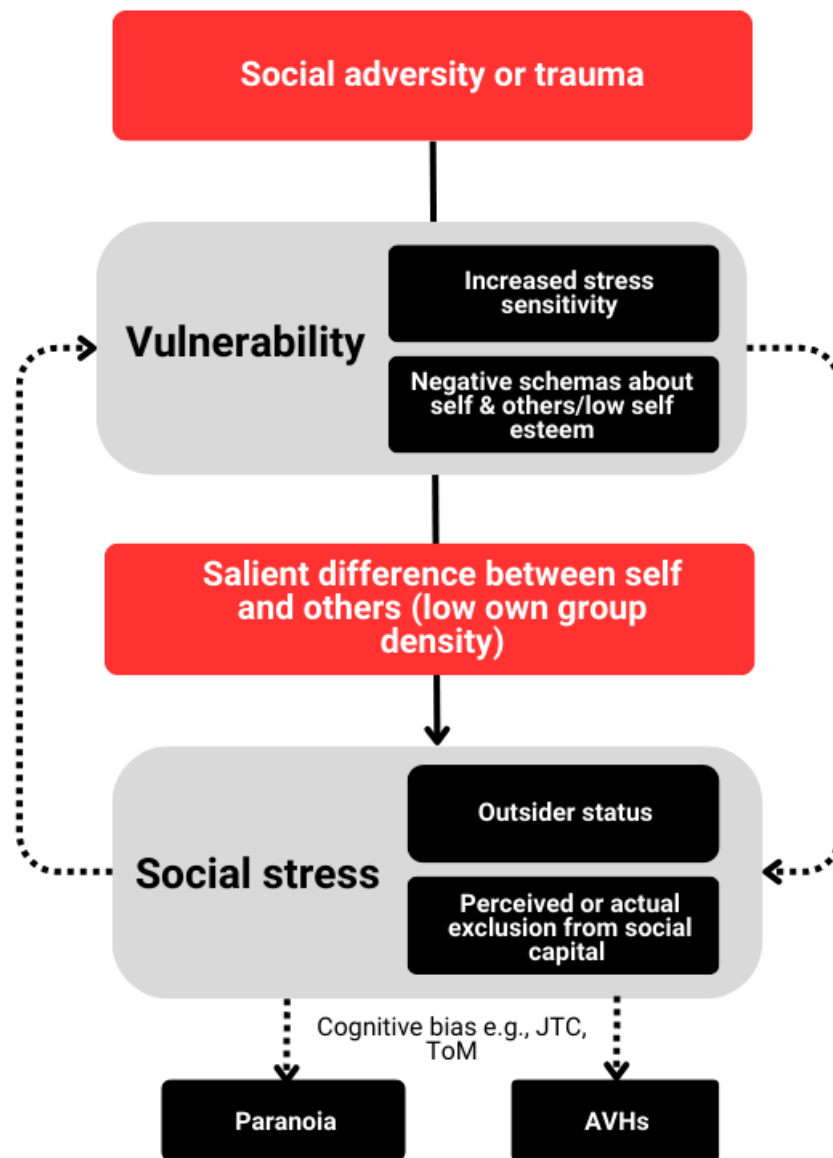 Social adversity or trauma
Increased stress
sensitivity
Vulnerability
Negative schemas about
self & others/low self
esteem
Salient difference between self
and others (low own group
density)
Outsider status
Social stress
Perceived or actual
exclusion from social
capital
Cognitive bias e.g., JTC,
ToM
Paranoia
AVHs